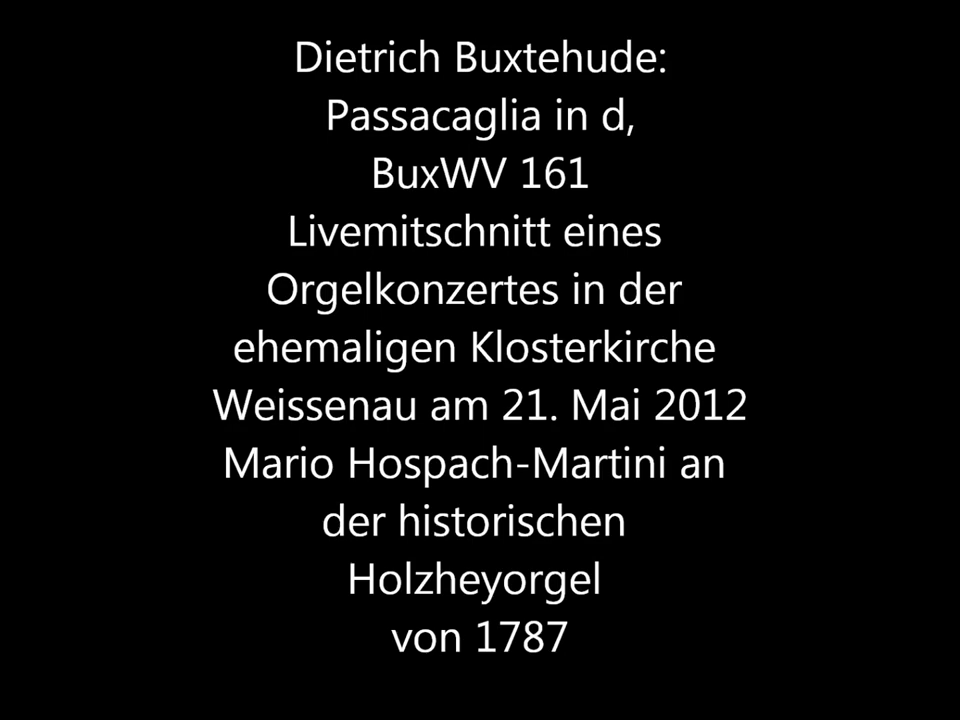 Dietrich Buxtehude:
Passacaglia in d,
BuxWV 161
Livemitschnitt eines
Orgelkonzertes in der
ehemaligen Klosterkirche
Weissenau am 21. Mai 2012
Mario Hospach-Martini an
der historischen
Holzheyorgel
von 1787